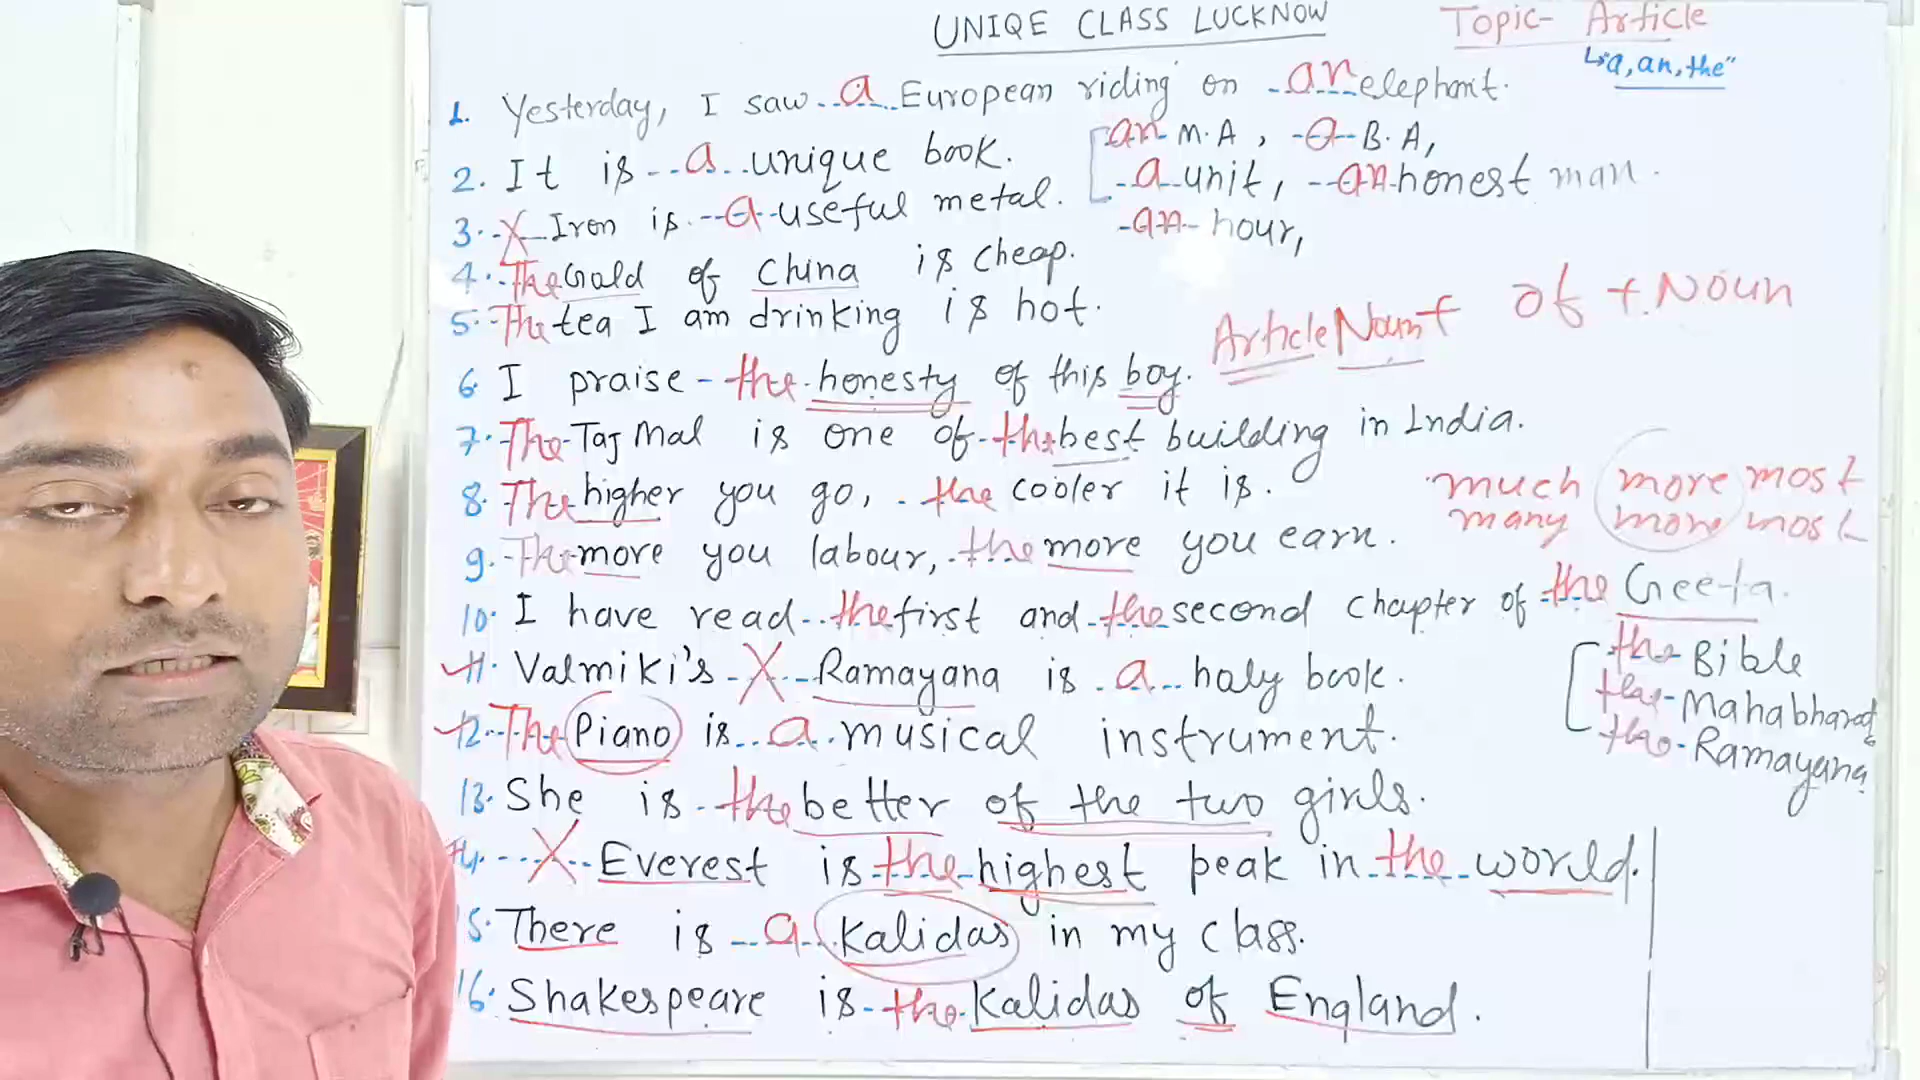 UNIQE CLASS LUCKNOW
Topic- Article
↳a, an, the"
1. Yesterday, I saw a European riding on an elephant.
2. It is a unique book.
an M.A, a B.A,
a unit, an honest man.
an hour,
3. X Iron is a useful metal.
4. The Gold of China is cheap.
5. The tea I am drinking is hot.
Article Noun + of + Noun
6. I praise the honesty of this boy.
7. The Taj Mal is one of the best building in India.
8. The higher you go, the cooler it is.
much more most
many more most
9. The more you labour, the more you earn.
10. I have read the first and the second chapter of the Geeta.
11. Valmiki's X Ramayana is a holy book.
the Bible
the Mahabharat
the Ramayana
12. The Piano is a musical instrument.
13. She is the better of the two girls.
14. X Everest is the highest peak in the world.
15. There is a Kalidas in my class.
16. Shakespeare is the Kalidas of England.